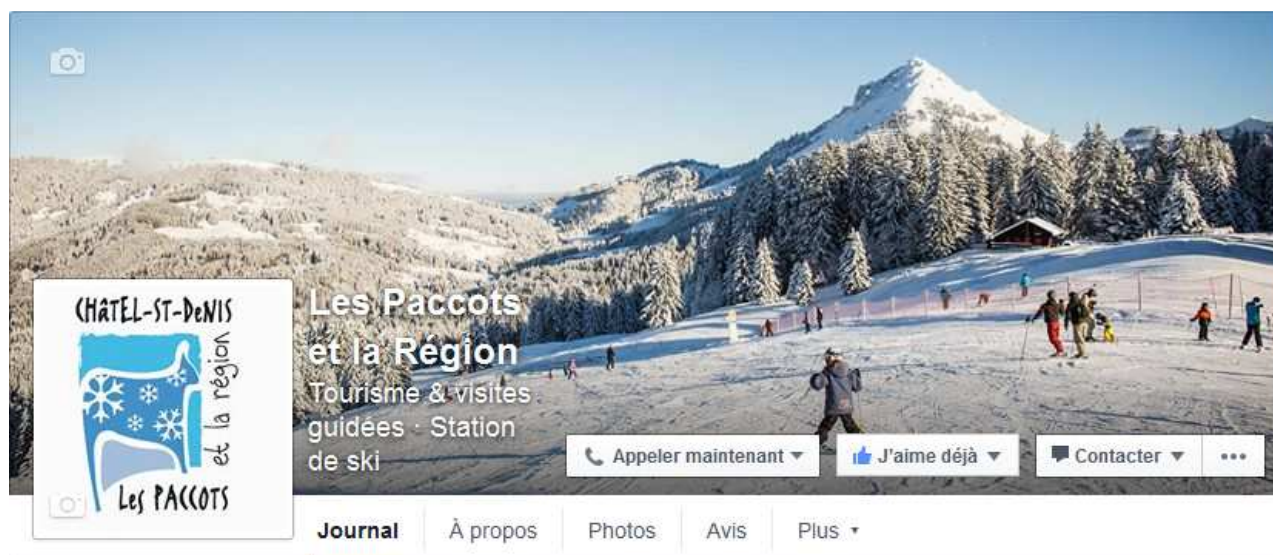 CHâTEL-ST-DeNIS
et la région
Les PACCOTS
Les Paccots
et la Région
Tourisme & visites
guidées · Station
de ski
Appeler maintenant
J'aime déjà
Contacter
Journal
À propos
Photos
Avis
Plus